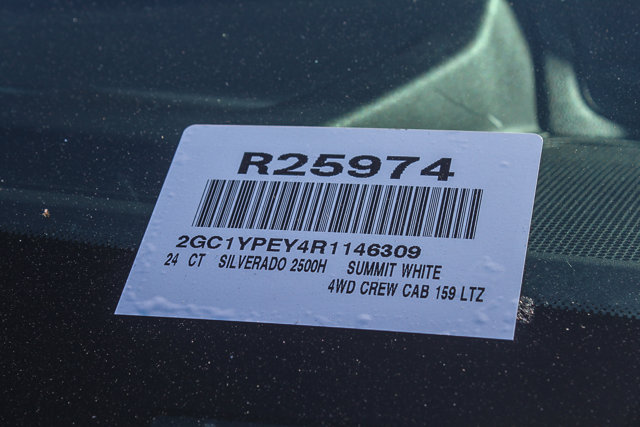 R25974
2GC1YPEY4R1146309
24 CT SILVERADO 2500H SUMMIT WHITE
4WD CREW CAB 159 LTZ